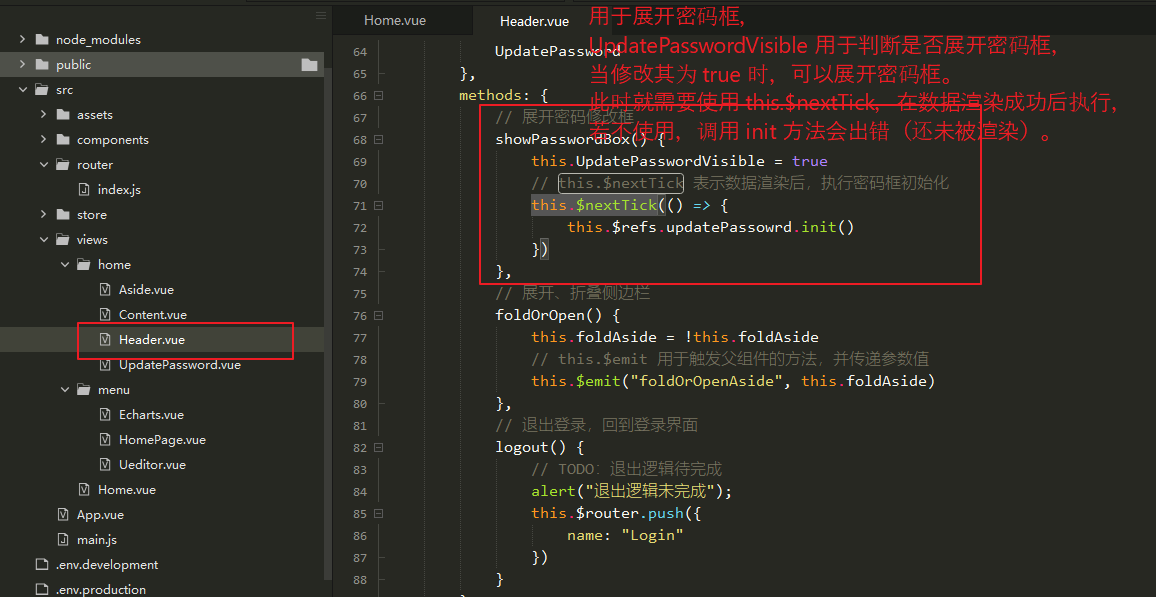 node_modules
public
src
assets
components
router
index.js
store
views
home
Aside.vue
Content.vue
Header.vue
UpdatePassword.vue
menu
Echarts.vue
HomePage.vue
Ueditor.vue
Home.vue
App.vue
main.js
.env.development
.env.production
Home.vue
Header.vue
用于展开密码框,
UpdatePasswordVisible 用于判断是否展开密码框,
当修改其为 true 时，可以展开密码框。
此时就需要使用 this.$nextTick，在数据渲染成功后执行,
若不使用，调用 init 方法会出错（还未被渲染）。
64 UpdatePassword
65 },
66 methods: {
67 // 展开密码修改框
68 showPasswordBox() {
69 this.UpdatePasswordVisible = true
70 // this.$nextTick 表示数据渲染后，执行密码框初始化
71 this.$nextTick(() => {
72 this.$refs.updatePassowrd.init()
73 })
74 },
75 // 展开、折叠侧边栏
76 foldOrOpen() {
77 this.foldAside = !this.foldAside
78 // this.$emit 用于触发父组件的方法，并传递参数值
79 this.$emit("foldOrOpenAside", this.foldAside)
80 },
81 // 退出登录，回到登录界面
82 logout() {
83 // TODO：退出逻辑待完成
84 alert("退出逻辑未完成");
85 this.$router.push({
86 name: "Login"
87 })
88 }